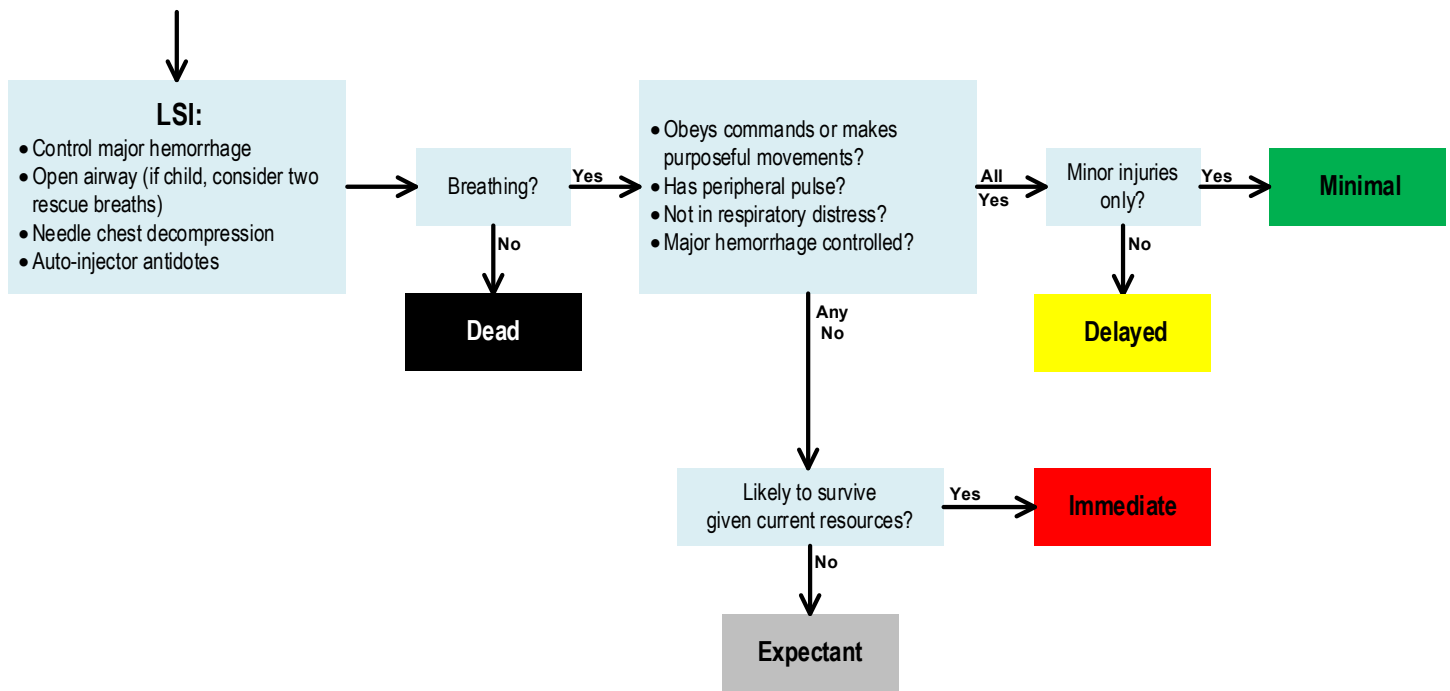 LSI:
• Control major hemorrhage
• Open airway (if child, consider two
rescue breaths)
• Needle chest decompression
• Auto-injector antidotes
Breathing?
Yes
No
Dead
• Obeys commands or makes
purposeful movements?
• Has peripheral pulse?
• Not in respiratory distress?
• Major hemorrhage controlled?
All
Yes
Minor injuries
only?
Yes
Minimal
No
Delayed
Any
No
Likely to survive
given current resources?
Yes
Immediate
No
Expectant